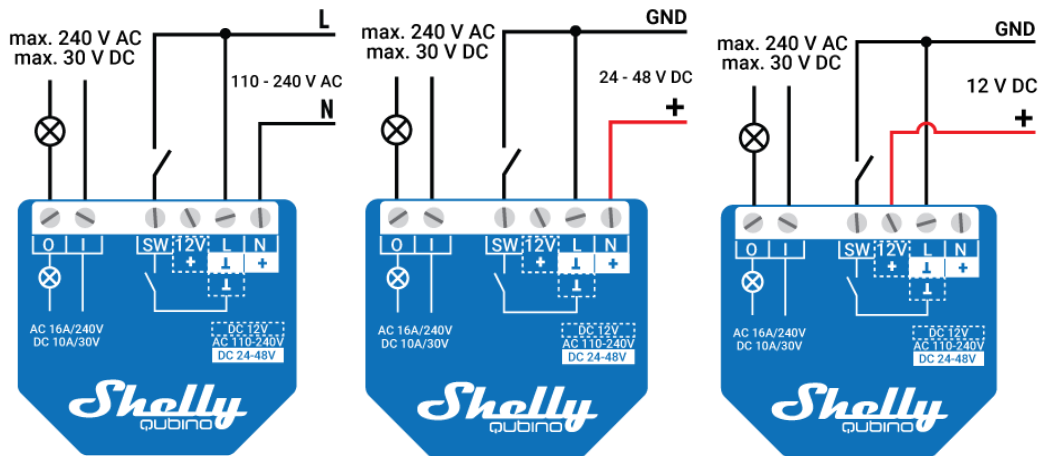 max. 240 V AC
max. 30 V DC
L
110 - 240 V AC
N
O I SW 12V L N
+ ⊥ +
⊥
AC 16A/240V
DC 10A/30V
DC 12V
AC 110-240V
DC 24-48V
Shelly
QUBINO
max. 240 V AC
max. 30 V DC
GND
24 - 48 V DC
+
O I SW 12V L N
+ ⊥ +
⊥
AC 16A/240V
DC 10A/30V
DC 12V
AC 110-240V
DC 24-48V
Shelly
QUBINO
max. 240 V AC
max. 30 V DC
GND
12 V DC
+
O I SW 12V L N
+ ⊥ +
⊥
AC 16A/240V
DC 10A/30V
DC 12V
AC 110-240V
DC 24-48V
Shelly
QUBINO